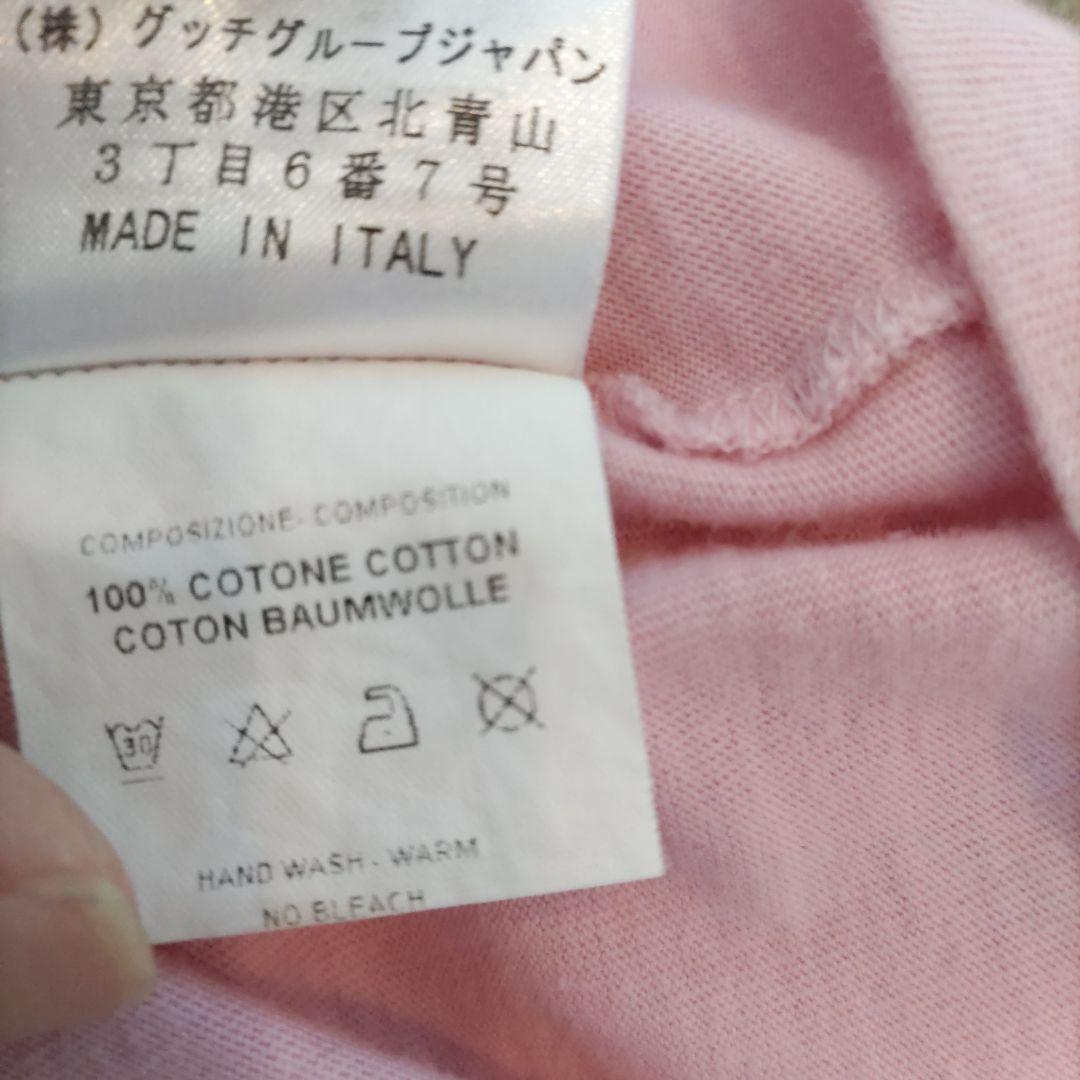 (株)グッチグループジャパン
東京都港区北青山
3丁目6番7号
MADE IN ITALY
COMPOSIZIONE - COMPOSITION
100% COTONE COTTON
COTON BAUMWOLLE
30
HAND WASH - WARM
NO BLEACH